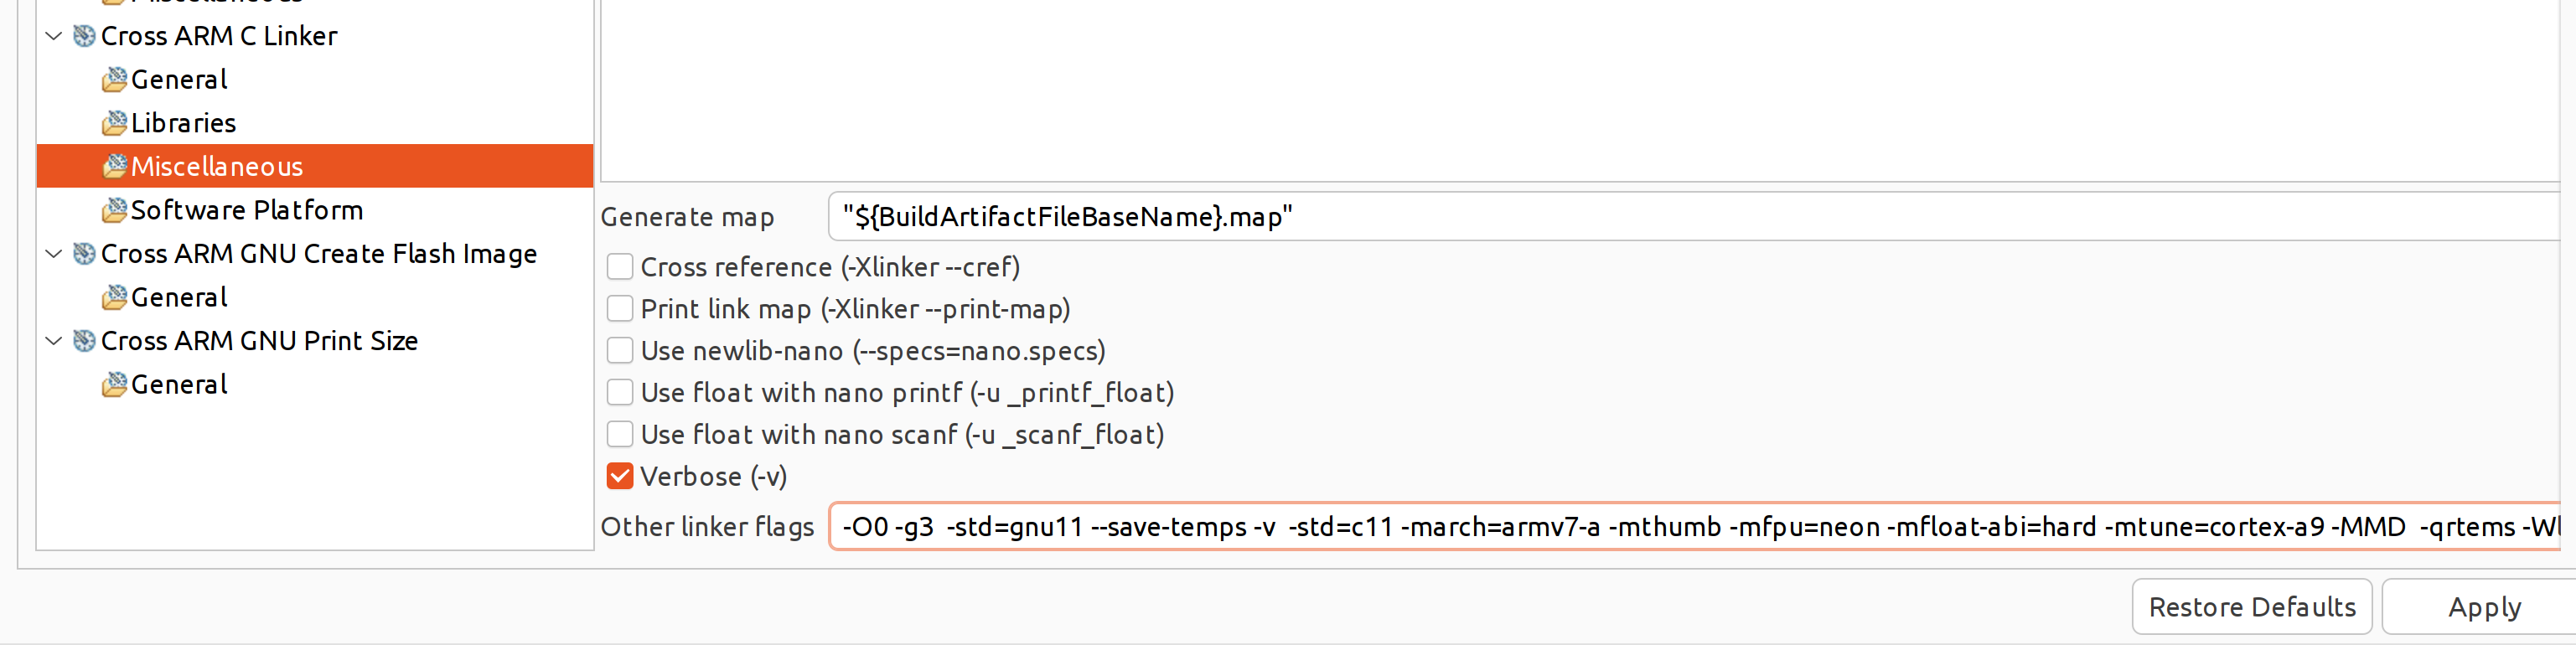 Miscellaneous
Cross ARM C Linker
General
Libraries
Miscellaneous
Software Platform
Cross ARM GNU Create Flash Image
General
Cross ARM GNU Print Size
General
Generate map "${BuildArtifactFileBaseName}.map"
Cross reference (-Xlinker --cref)
Print link map (-Xlinker --print-map)
Use newlib-nano (--specs=nano.specs)
Use float with nano printf (-u _printf_float)
Use float with nano scanf (-u _scanf_float)
Verbose (-v)
Other linker flags -O0 -g3  -std=gnu11 --save-temps -v  -std=c11 -march=armv7-a -mthumb -mfpu=neon -mfloat-abi=hard -mtune=cortex-a9 -MMD  -qrtems
Restore Defaults Apply